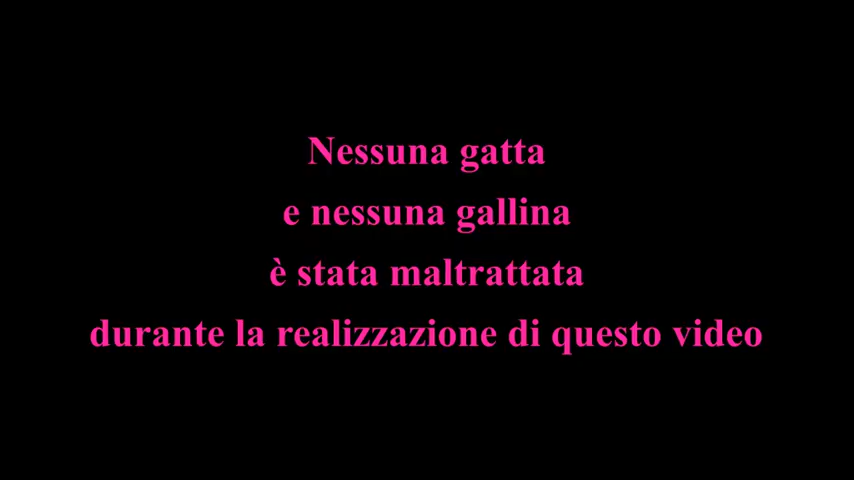 Nessuna gatta
e nessuna gallina
è stata maltrattata
durante la realizzazione di questo video